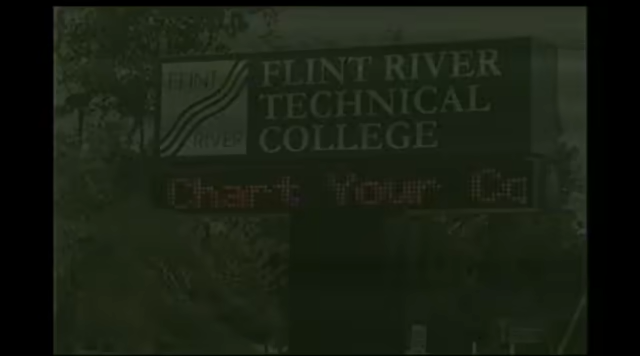 FLINT
RIVER
FLINT RIVER
TECHNICAL
COLLEGE
Chart Your Co